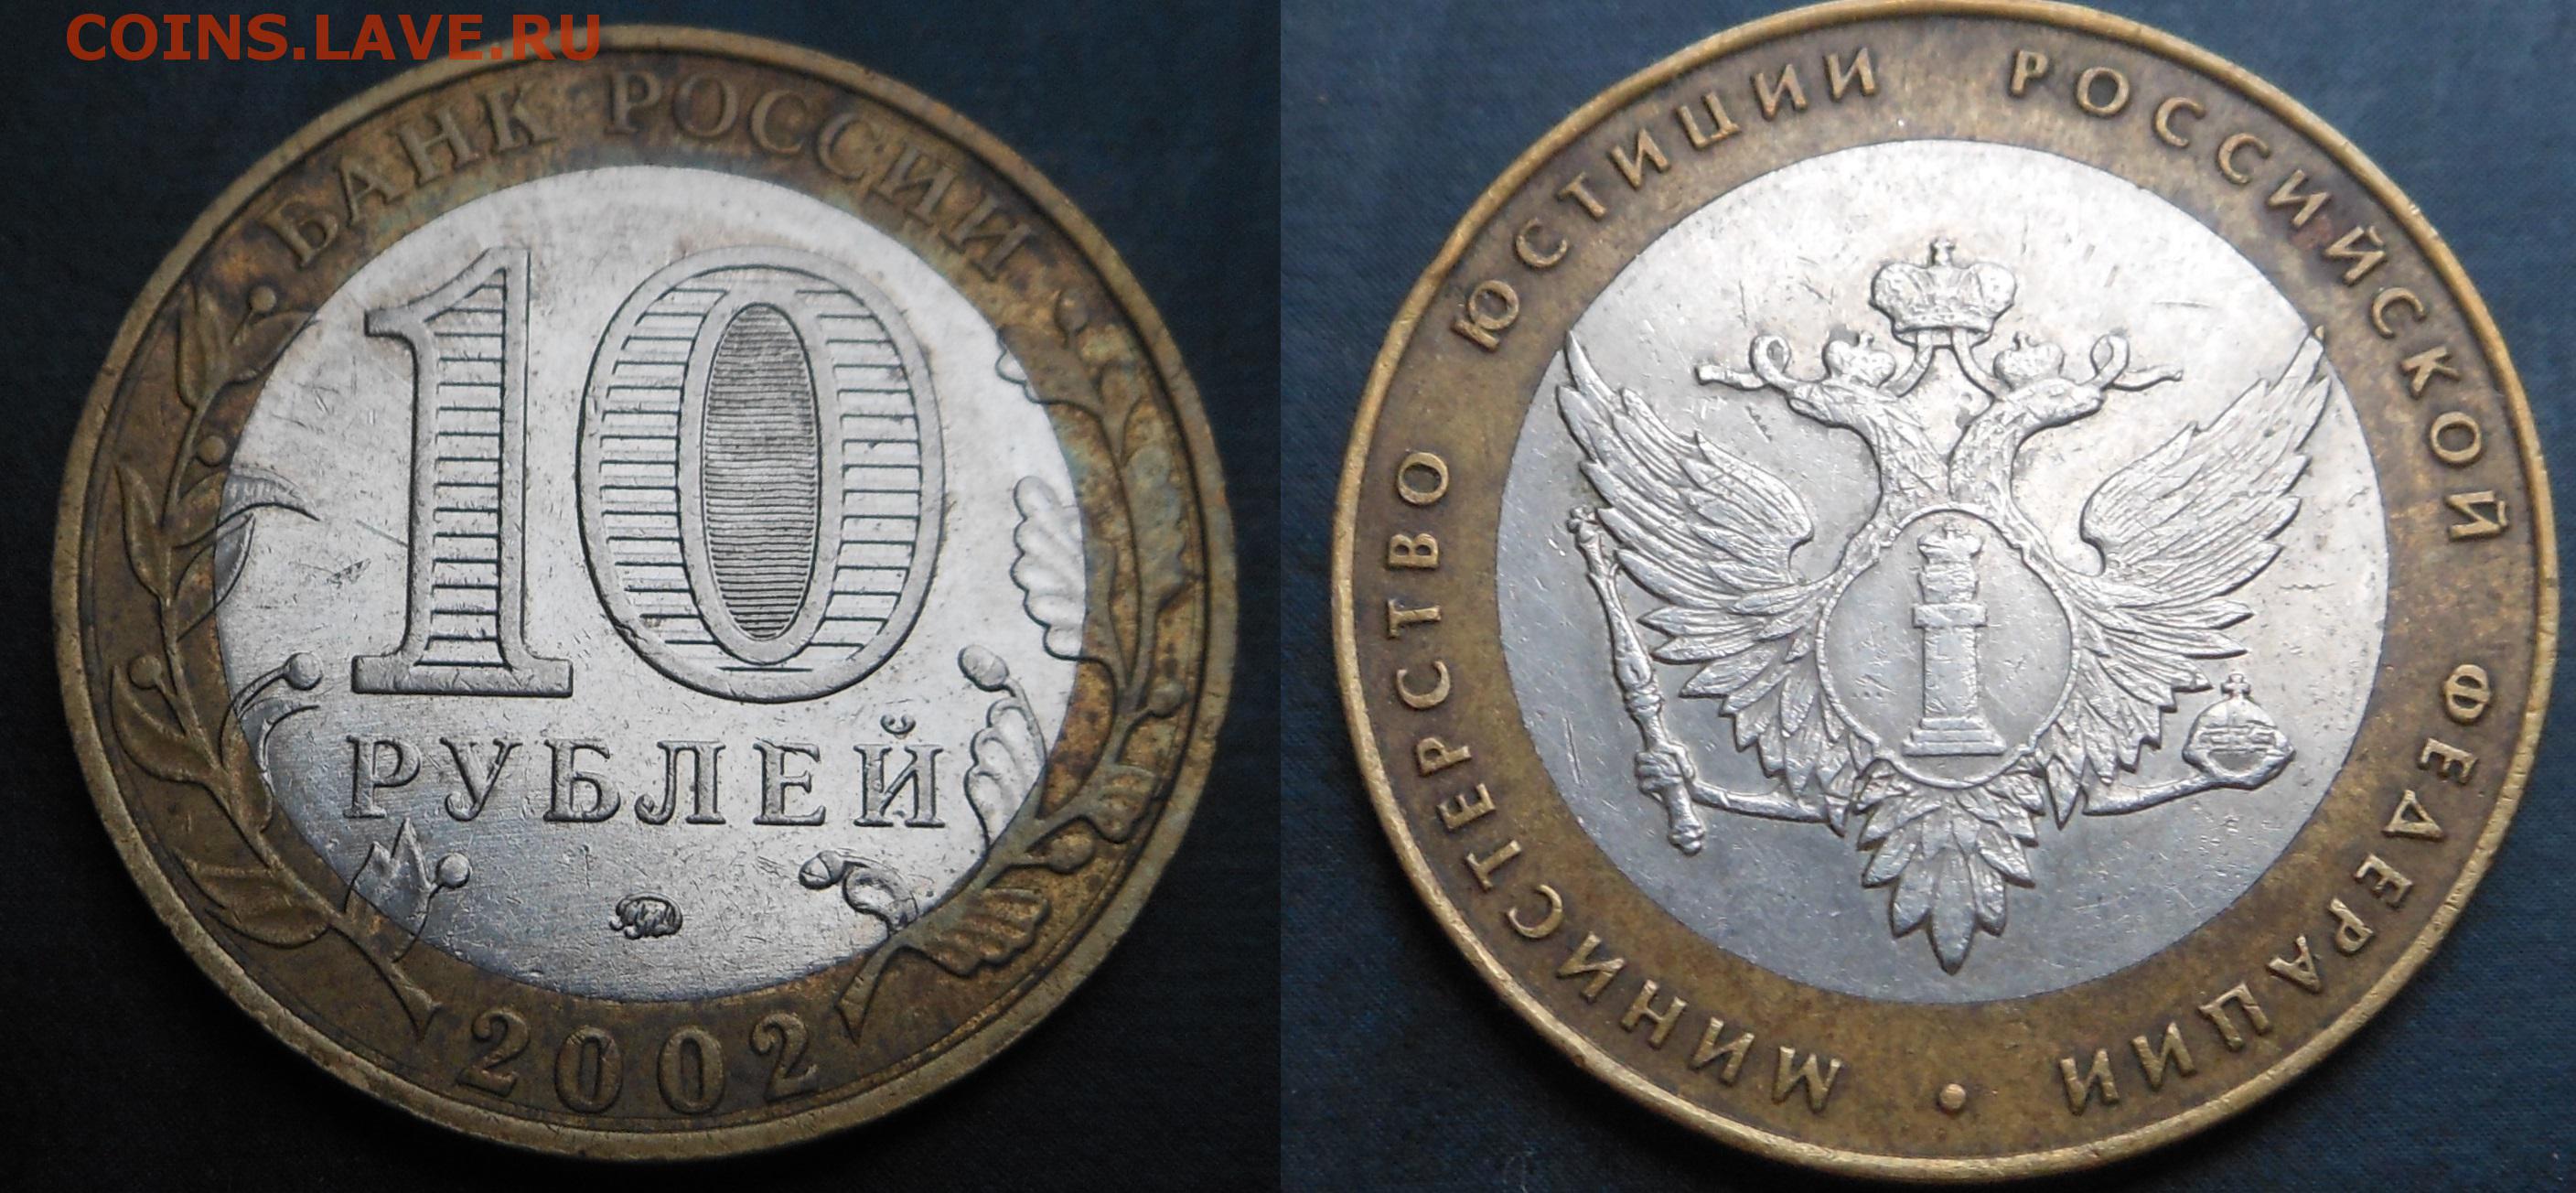 COINS.LAVE.RU
БАНК РОССИИ
10
РУБЛЕЙ
2002
МИНИСТЕРСТВО ЮСТИЦИИ РОССИЙСКОЙ ФЕДЕРАЦИИ •